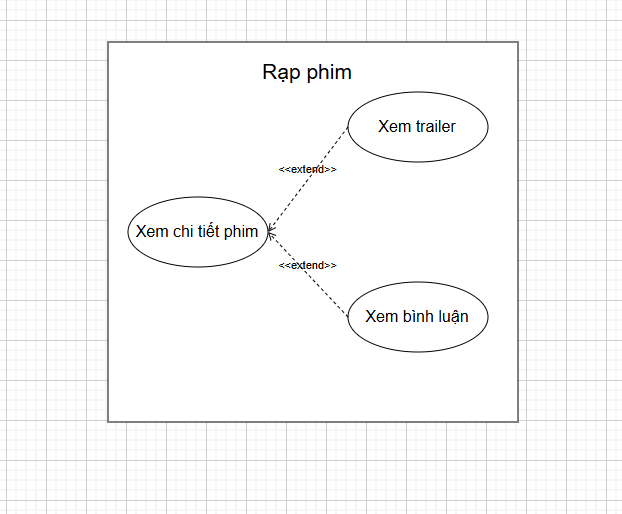 Rạp phim
Xem trailer
<<extend>>
Xem chi tiết phim
<<extend>>
Xem bình luận